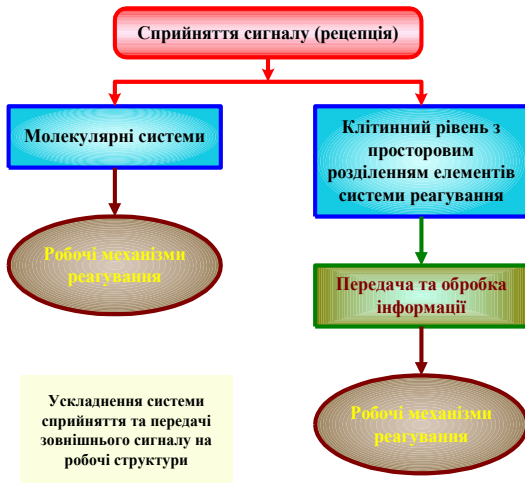 Сприйняття сигналу (рецепція)
Молекулярні системи
Клітинний рівень з
просторовим
розділенням елементів
системи реагування
Робочі механізми
реагування
Передача та обробка
інформації
Ускладнення системи
сприйняття та передачі
зовнішнього сигналу на
робочі структури
Робочі механізми
реагування